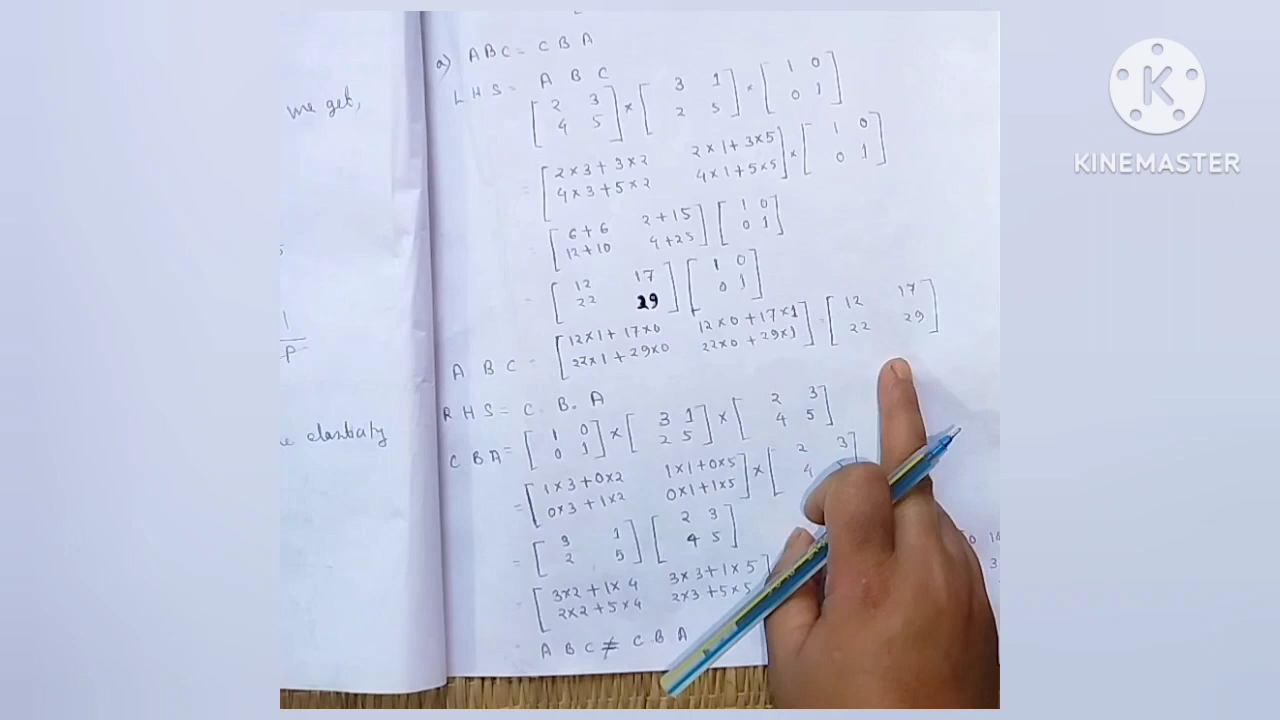 me get,
1
P
elasticity
a) ABC = CBA
LHS = A B C
[2 3 4 5] × [3 1 2 5] × [1 0 0 1]
= [2×3+3×2 2×1+3×5 4×3+5×2 4×1+5×5] × [1 0 0 1]
= [6+6 2+15 12+10 4+25] [1 0 0 1]
= [12 17 22 29] [1 0 0 1]
A B C = [12×1+17×0 12×0+17×1 22×1+29×0 22×0+29×1] = [12 17 22 29]
RHS = C. B. A
CBA = [1 0 0 1] × [3 1 2 5] × [2 3 4 5]
= [1×3+0×2 1×1+0×5 0×3+1×2 0×1+1×5] × [2 3 4
= [3 1 2 5] [2 3 4 5]
= [3×2+1×4 3×3+1×5 2×2+5×4 2×3+5×5]
A B C ≠ C B A
KINEMASTER